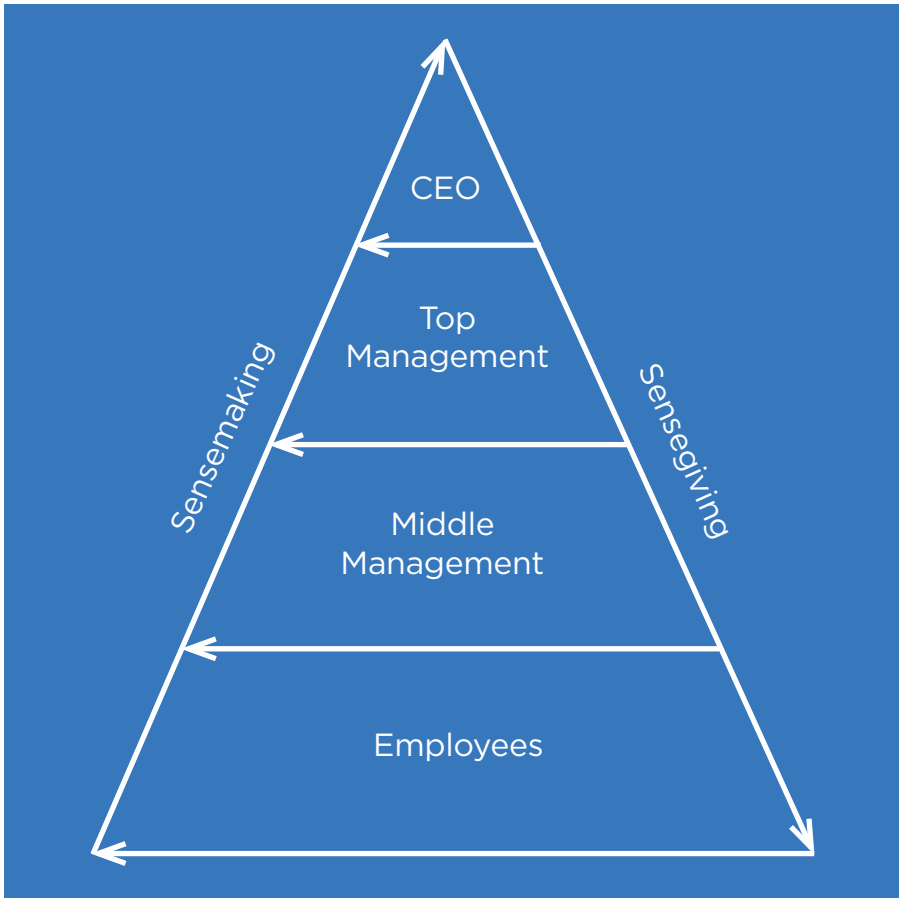 CEO
Top
Management
Sensemaking
Sensegiving
Middle
Management
Employees